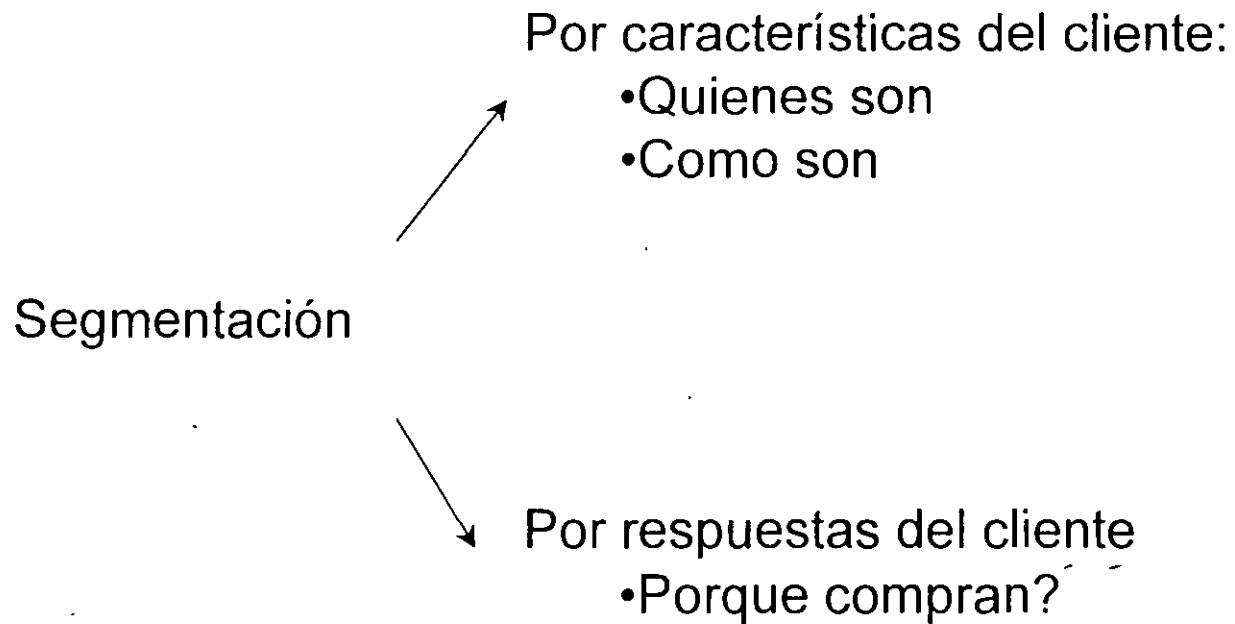 Por características del cliente:
•Quienes son
•Como son
Segmentación
Por respuestas del cliente
•Porque compran?